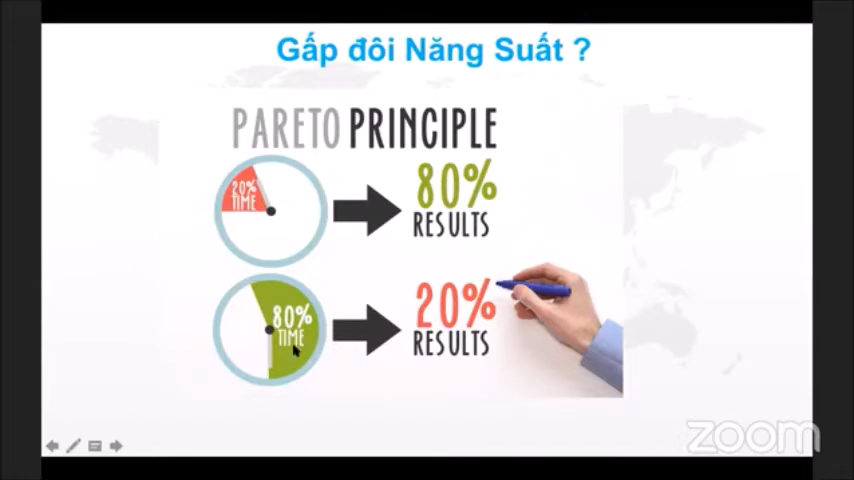 Gấp đôi Năng Suất ?
PARETO PRINCIPLE
20%
TIME
80%
RESULTS
80%
TIME
20%
RESULTS
zoom